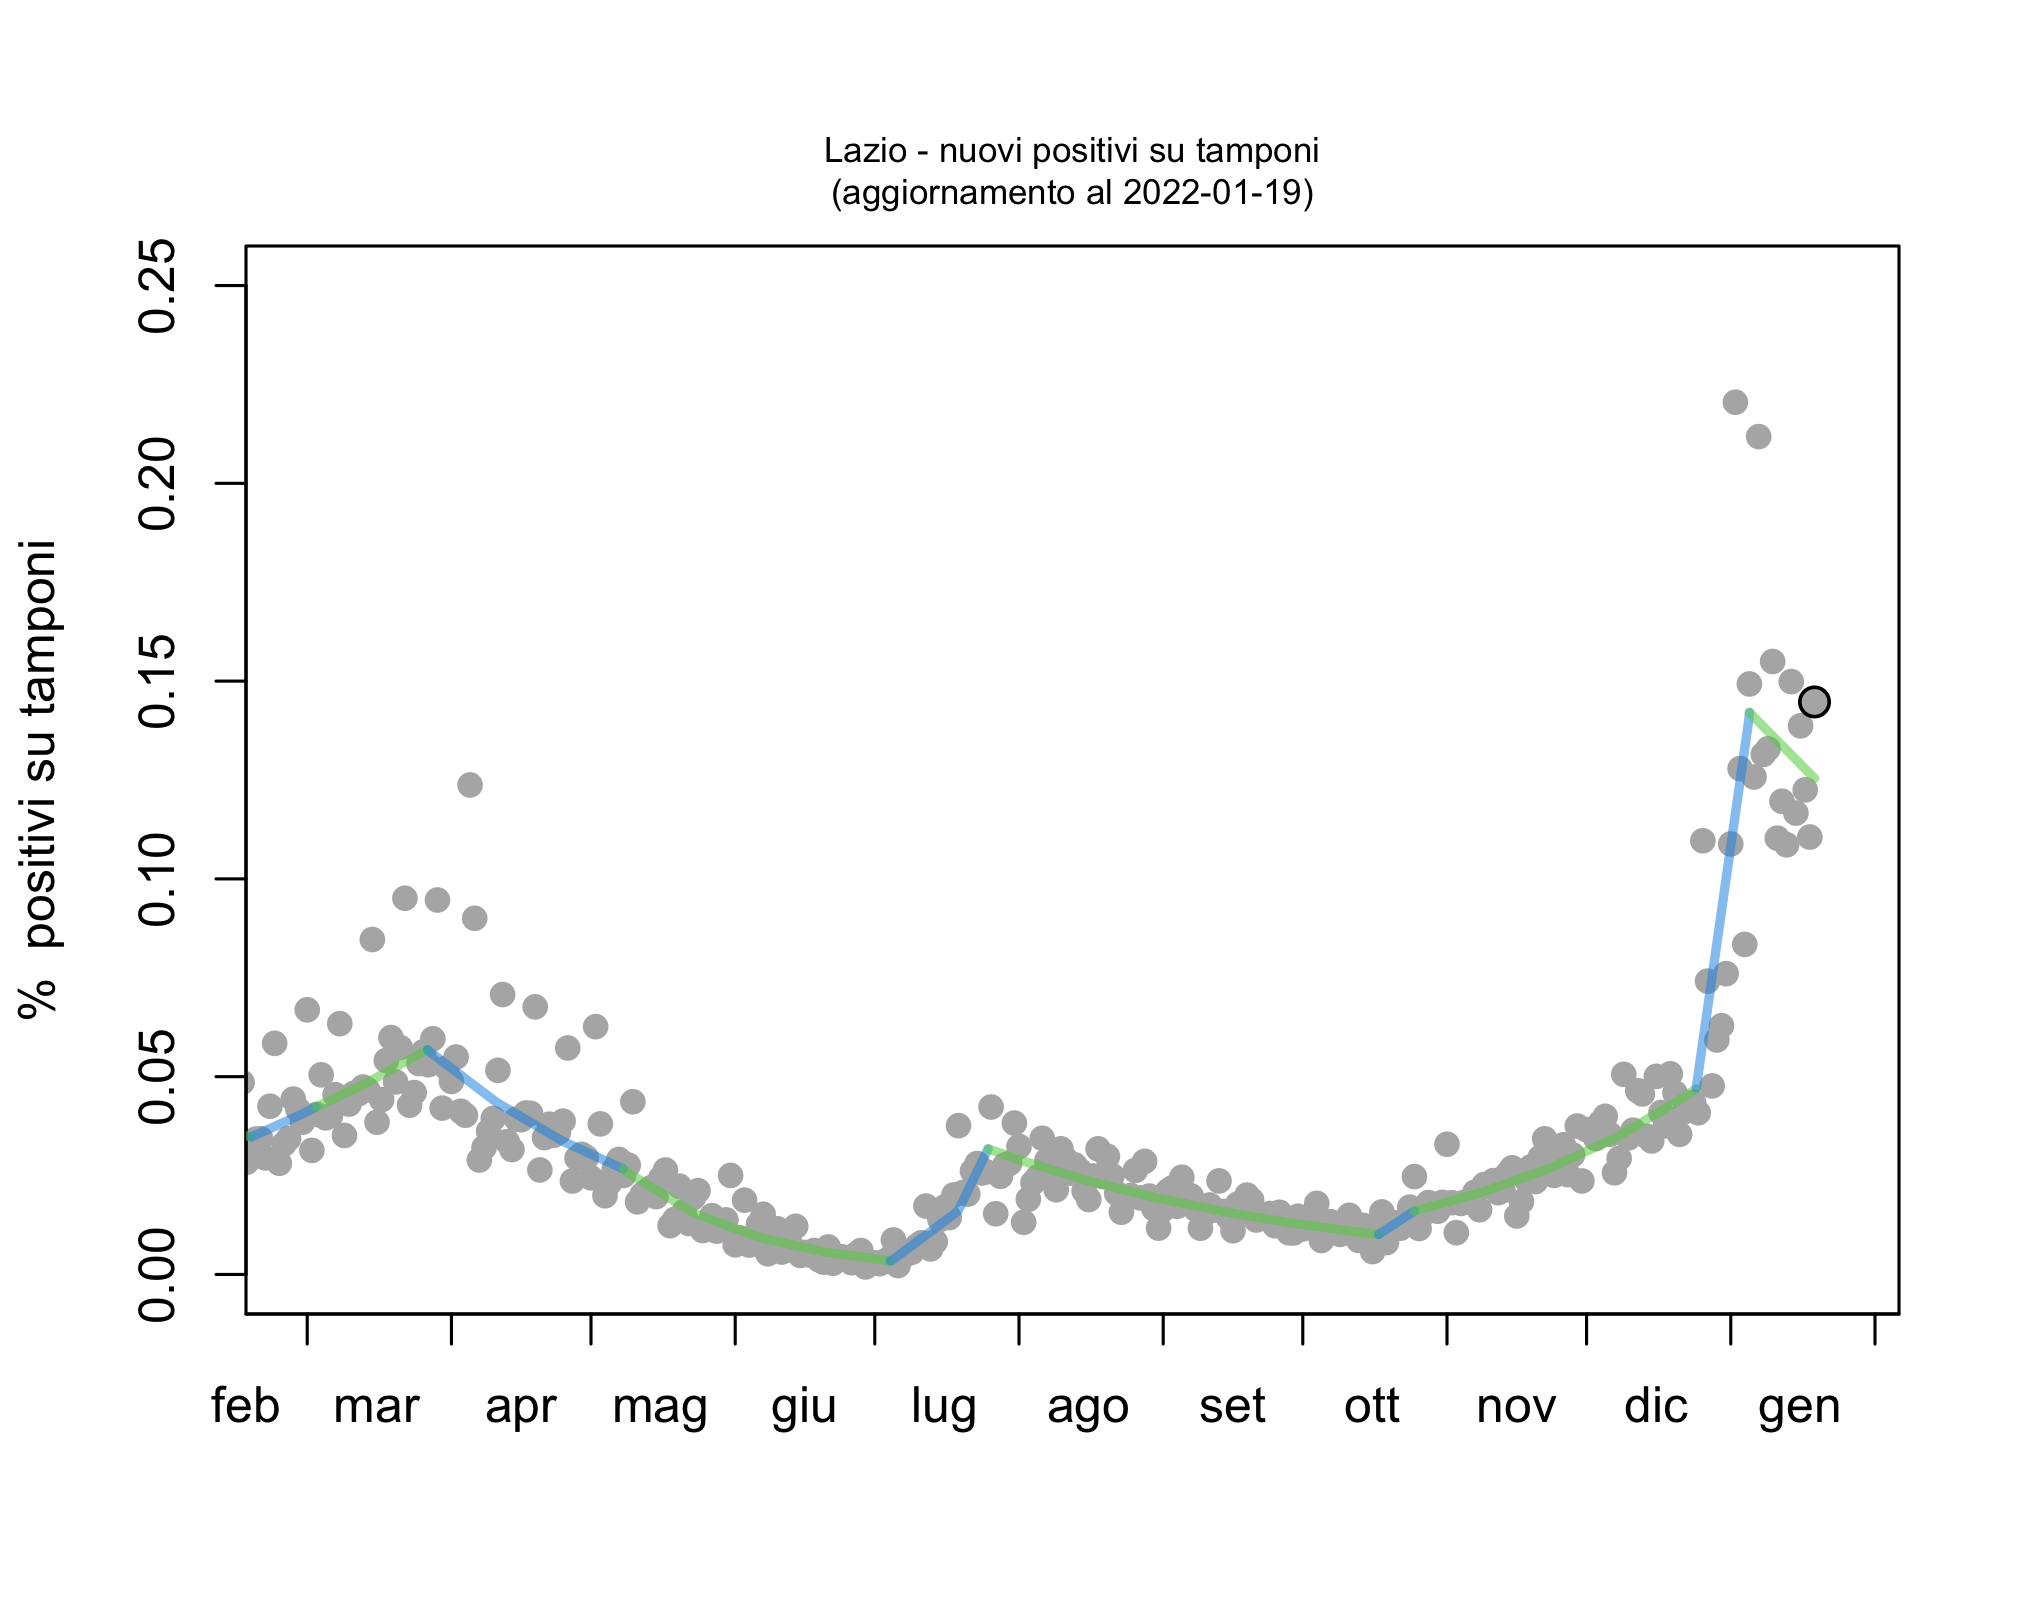 Lazio - nuovi positivi su tamponi
(aggiornamento al 2022-01-19)
% positivi su tamponi
0.25
0.20
0.15
0.10
0.05
0.00
feb mar apr mag giu lug ago set ott nov dic gen